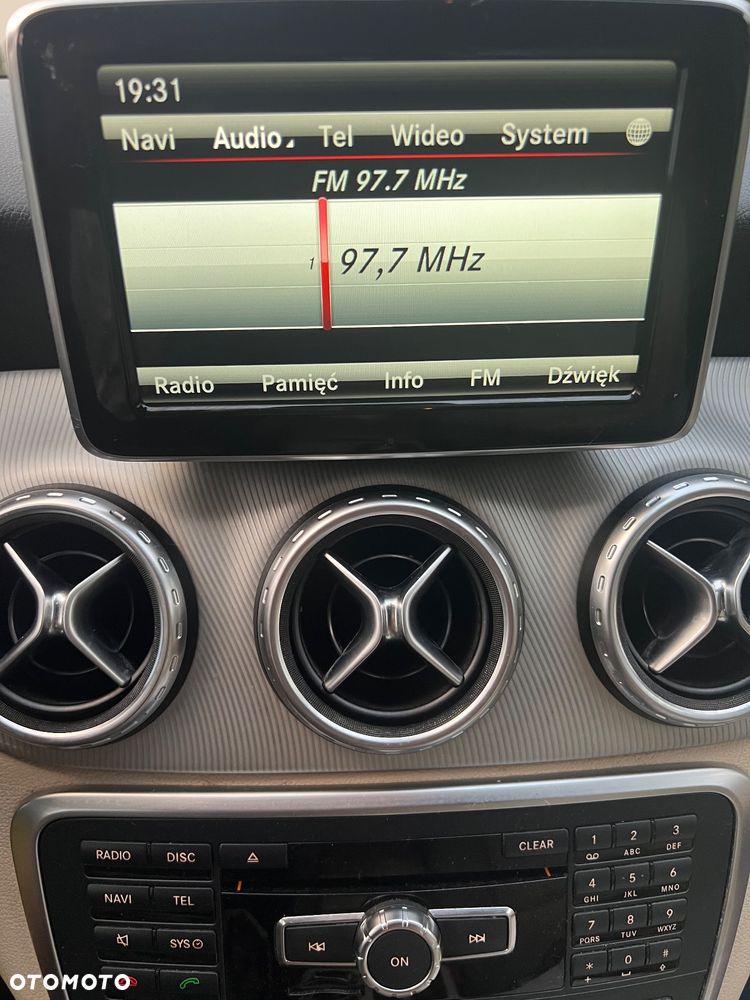 19:31
Navi Audio Tel Wideo System
FM 97.7 MHz
1 97,7 MHz
Radio Pamięć Info FM Dźwięk
RADIO DISC CLEAR
1 2 ABC 3 DEF
NAVI TEL
4 GHI 5 JKL 6 MNO
SYS
7 PQRS 8 TUV 9 WXYZ
ON
* + 0 #
OTOMOTO